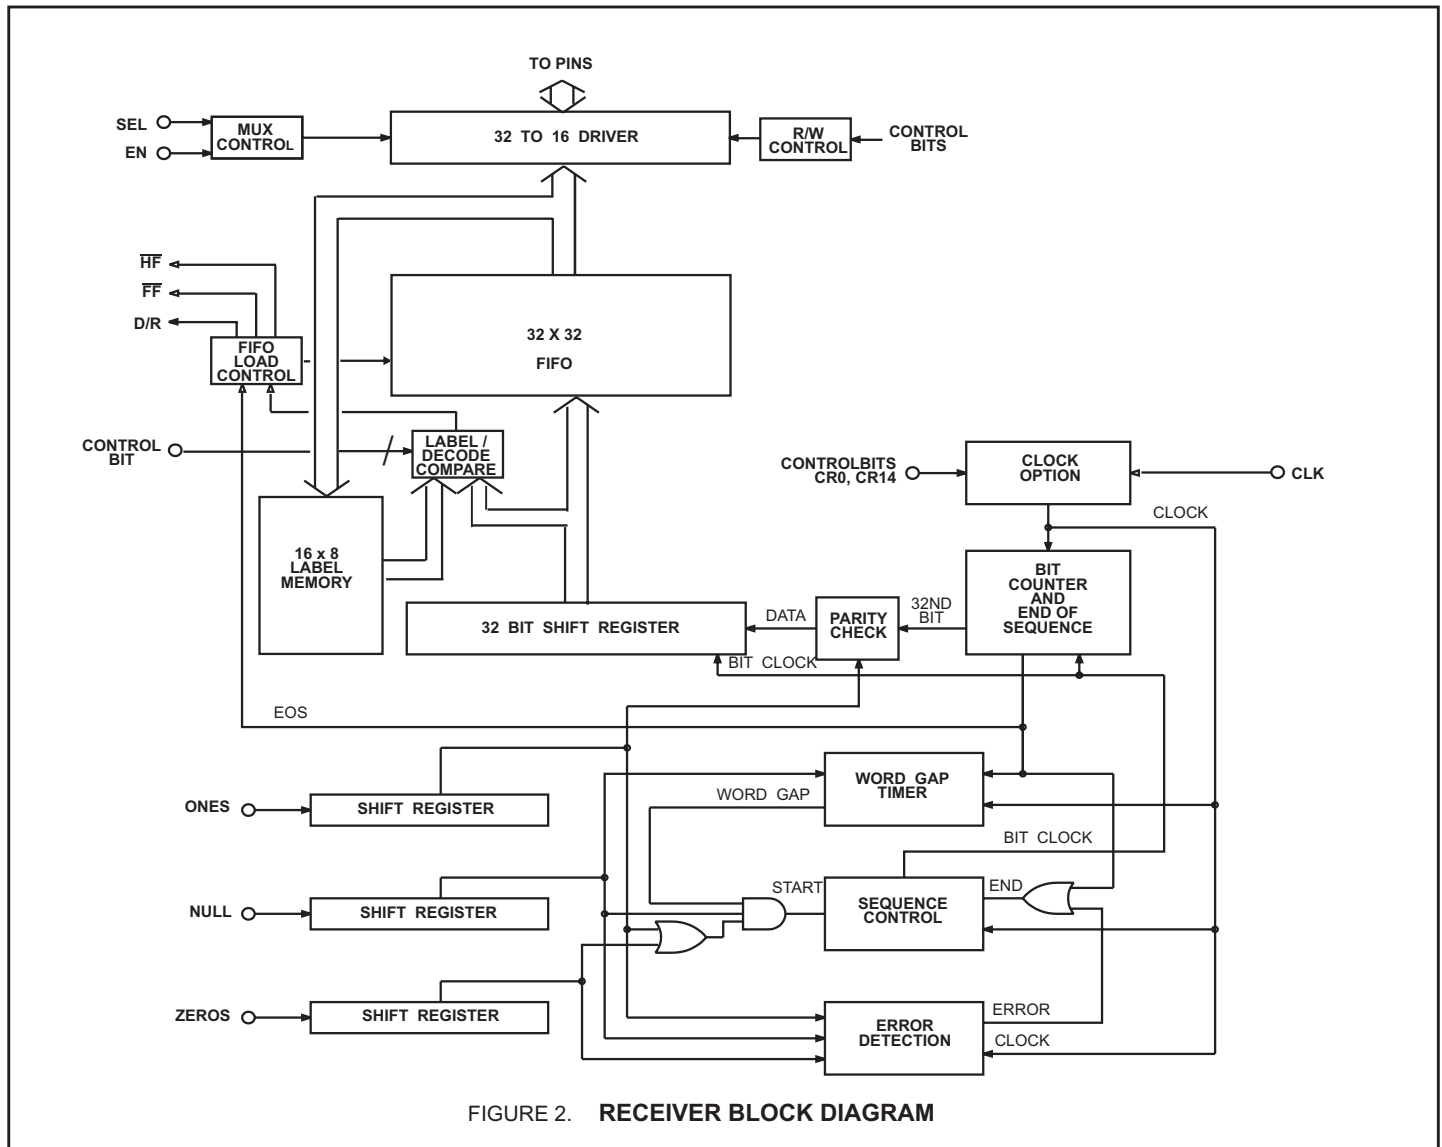 TO PINS
SEL
EN
MUX
CONTROL
32 TO 16 DRIVER
R/W
CONTROL
CONTROL
BITS
HF
FF
D/R
FIFO
LOAD
CONTROL
32 X 32
FIFO
CONTROL
BIT
/
LABEL /
DECODE
COMPARE
CONTROLBITS
CR0, CR14
CLOCK
OPTION
CLK
CLOCK
16 x 8
LABEL
MEMORY
BIT
COUNTER
AND
END OF
SEQUENCE
32 BIT SHIFT REGISTER
DATA
PARITY
CHECK
32ND
BIT
BIT CLOCK
EOS
ONES
SHIFT REGISTER
WORD GAP
WORD GAP
TIMER
BIT CLOCK
NULL
SHIFT REGISTER
START
SEQUENCE
CONTROL
END
ZEROS
SHIFT REGISTER
ERROR
DETECTION
ERROR
CLOCK
FIGURE 2. RECEIVER BLOCK DIAGRAM